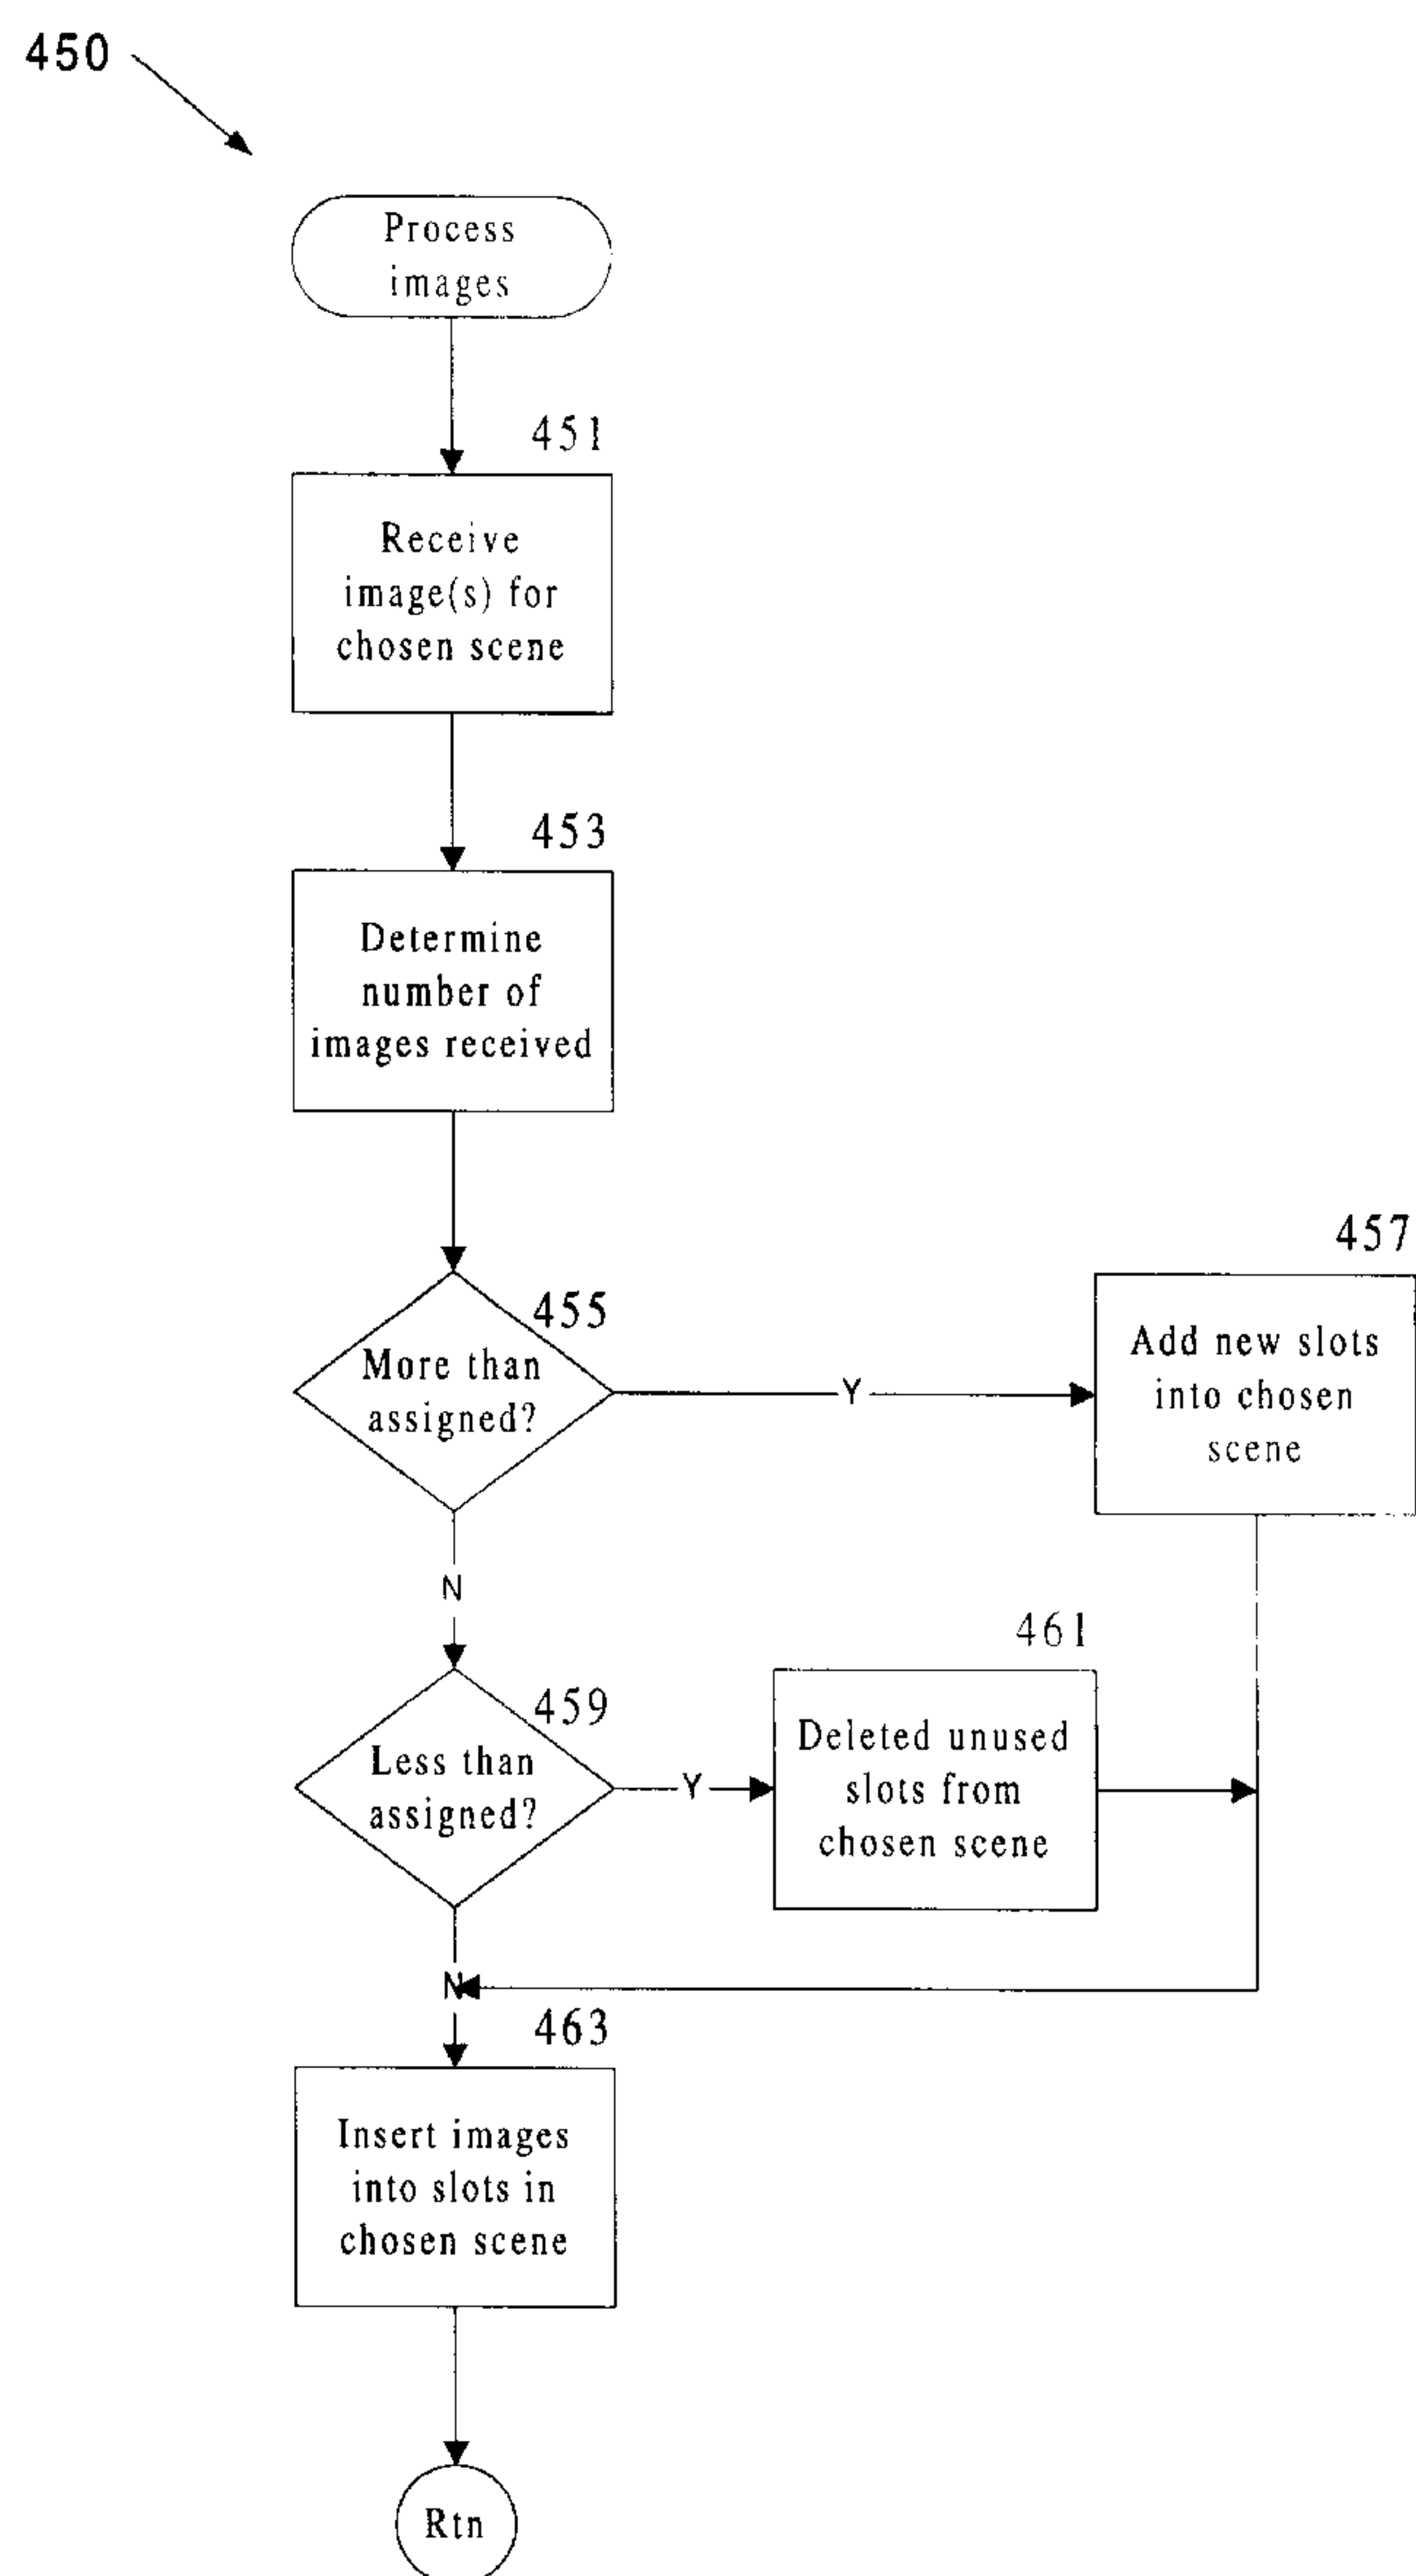 450
Process
images
451
Receive
image(s) for
chosen scene
453
Determine
number of
images received
455
More than
assigned?
Y
457
Add new slots
into chosen
scene
N
459
Less than
assigned?
Y
461
Deleted unused
slots from
chosen scene
N
463
Insert images
into slots in
chosen scene
Rtn